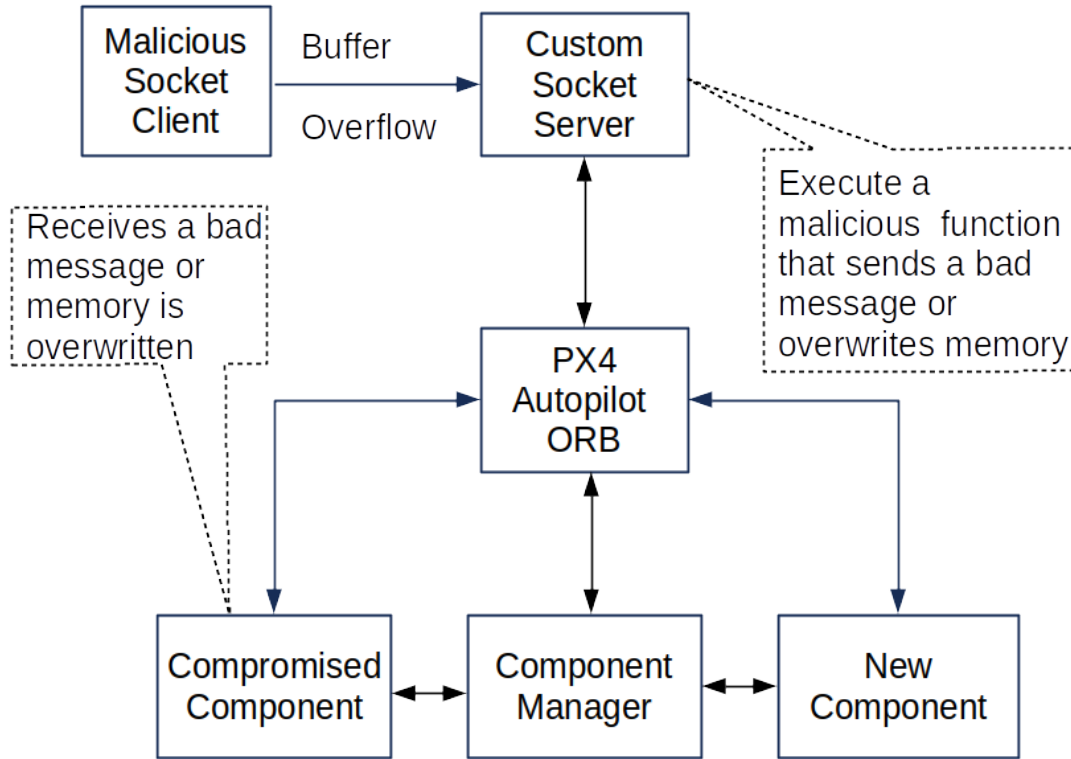 Malicious
Socket
Client
Buffer
Overflow
Custom
Socket
Server
Receives a bad
message or
memory is
overwritten
Execute a
malicious function
that sends a bad
message or
overwrites memory
PX4
Autopilot
ORB
Compromised
Component
Component
Manager
New
Component